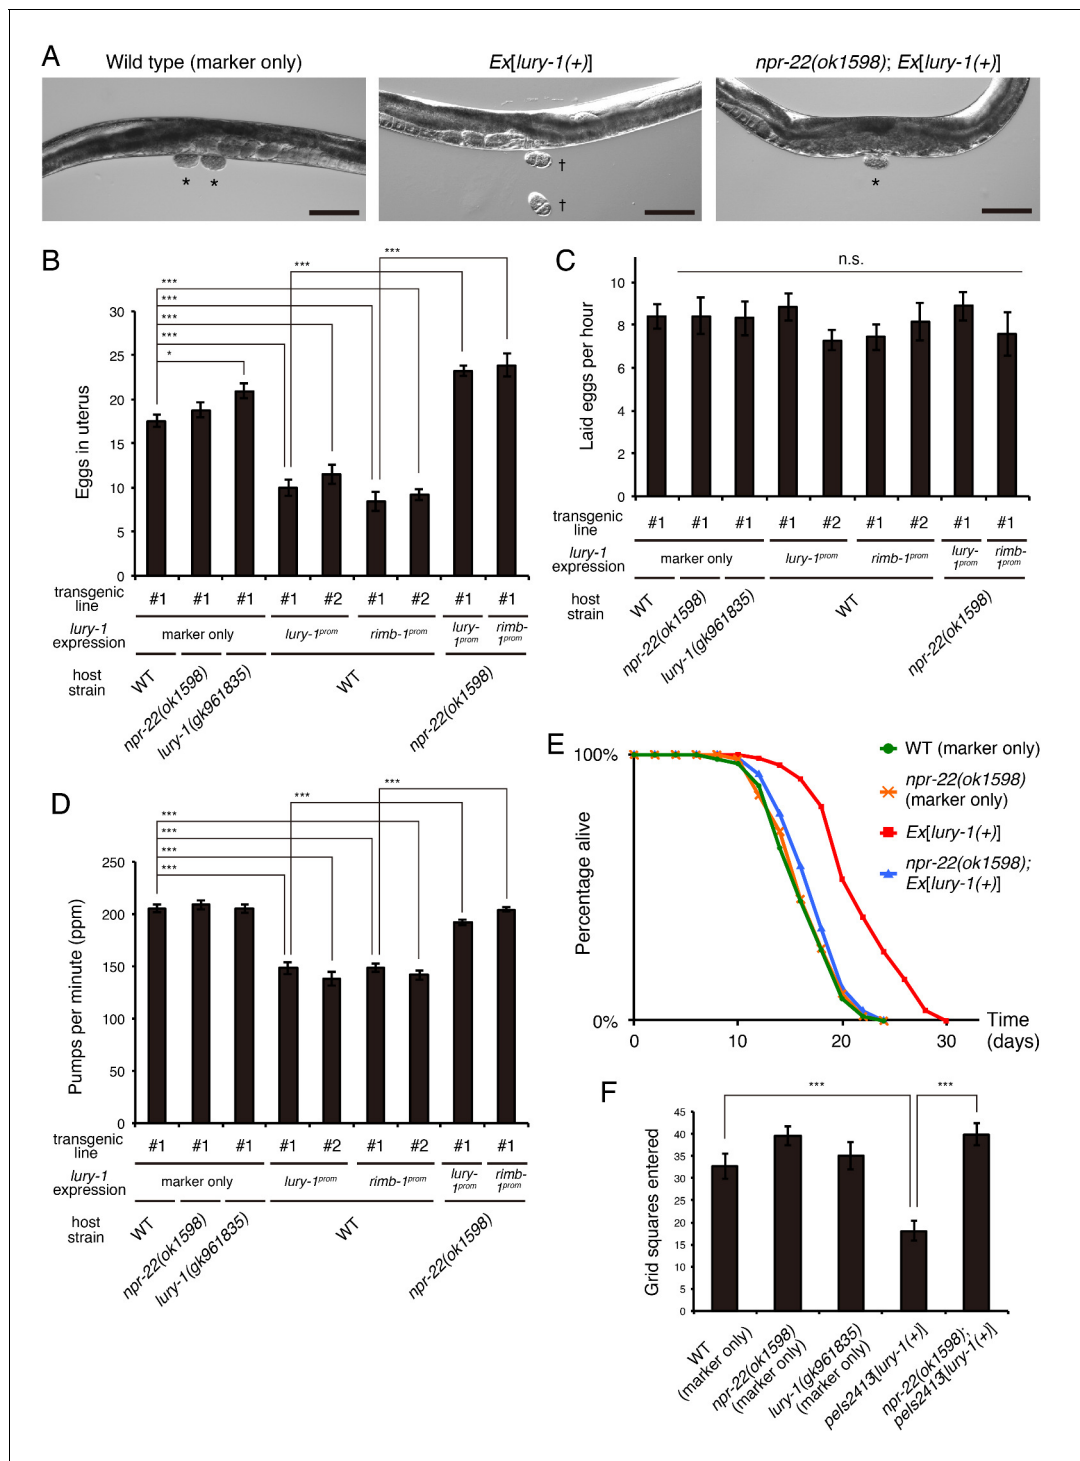 A
Wild type (marker only)
Ex[lury-1(+)]
npr-22(ok1598); Ex[lury-1(+)]
* *
†
†
*
B
***
***
***
***
***
***
*
30
25
20
15
10
5
0
Eggs in uterus
transgenic line
#1 #1 #1 #1 #2 #1 #2 #1 #1
lury-1 expression
marker only
lury-1prom
rimb-1prom
lury-1prom
rimb-1prom
host strain
WT
npr-22(ok1598)
lury-1(gk961835)
WT
npr-22(ok1598)
C
n.s.
10
8
6
4
2
0
Laid eggs per hour
transgenic line
#1 #1 #1 #1 #2 #1 #2 #1 #1
lury-1 expression
marker only
lury-1prom
rimb-1prom
lury-1prom
rimb-1prom
host strain
WT
npr-22(ok1598)
lury-1(gk961835)
WT
npr-22(ok1598)
D
***
***
***
***
***
***
250
200
150
100
50
0
Pumps per minute (ppm)
transgenic line
#1 #1 #1 #1 #2 #1 #2 #1 #1
lury-1 expression
marker only
lury-1prom
rimb-1prom
lury-1prom
rimb-1prom
host strain
WT
npr-22(ok1598)
lury-1(gk961835)
WT
npr-22(ok1598)
E
100%
0%
Percentage alive
0 10 20 30
Time (days)
WT (marker only)
npr-22(ok1598)
(marker only)
Ex[lury-1(+)]
npr-22(ok1598);
Ex[lury-1(+)]
F
***
***
45
40
35
30
25
20
15
10
5
0
Grid squares entered
WT
(marker only)
npr-22(ok1598)
(marker only)
lury-1(gk961835)
(marker only)
peIs2413[lury-1(+)]
npr-22(ok1598);
peIs2413[lury-1(+)]